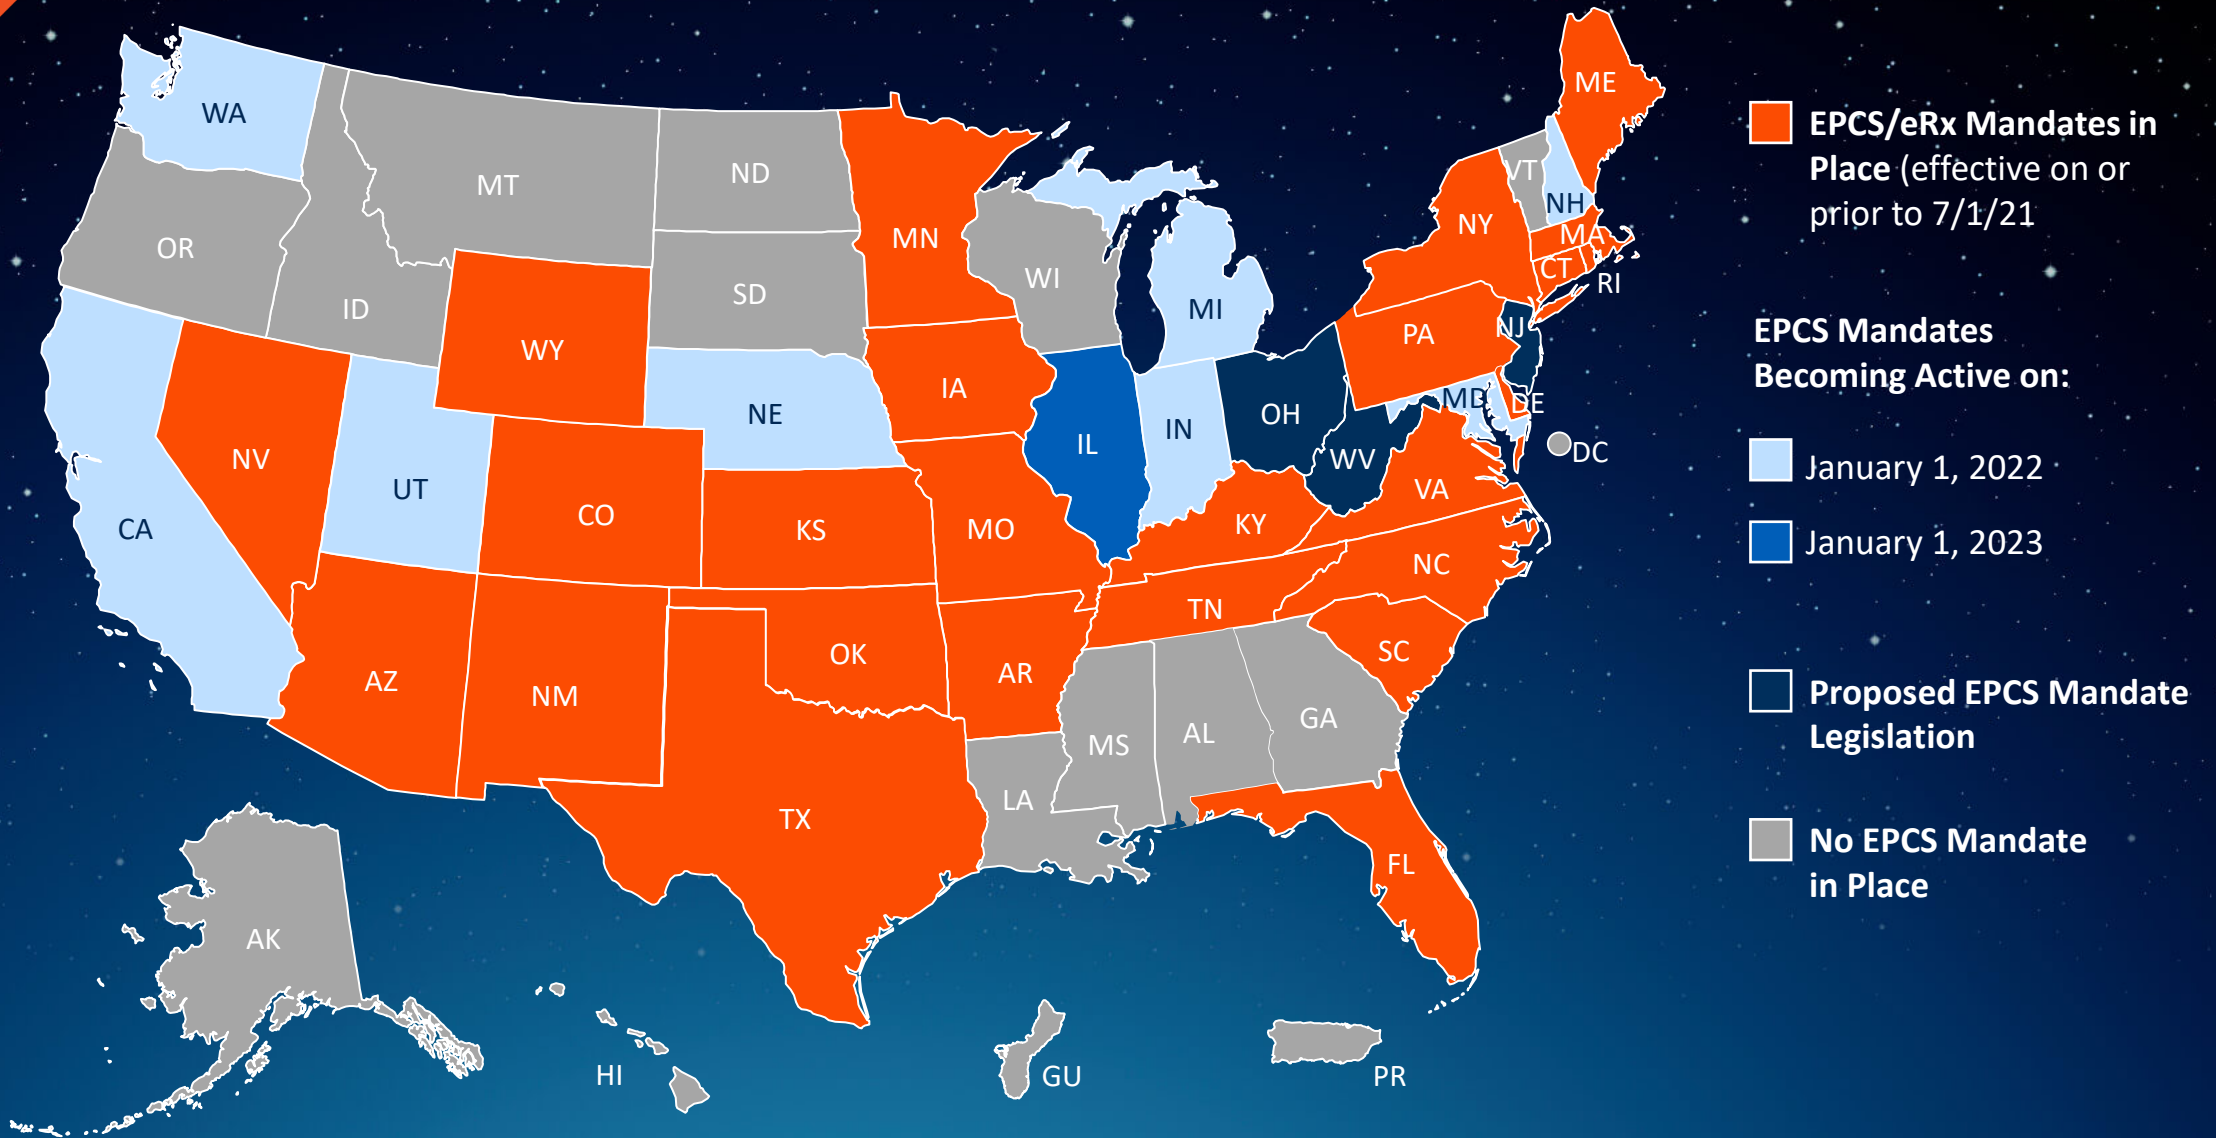 ME
WA
VT
NH
MT
ND
MN
NY
MA
OR
WI
CT
RI
ID
SD
MI
NJ
WY
PA
IA
NE
MD
DE
OH
IN
IL
DC
NV
WV
UT
VA
CO
KS
MO
KY
CA
NC
TN
OK
SC
AZ
NM
AR
GA
AL
MS
LA
TX
FL
AK
HI
GU
PR
EPCS/eRx Mandates in
Place (effective on or
prior to 7/1/21
EPCS Mandates
Becoming Active on:
January 1, 2022
January 1, 2023
Proposed EPCS Mandate
Legislation
No EPCS Mandate
in Place